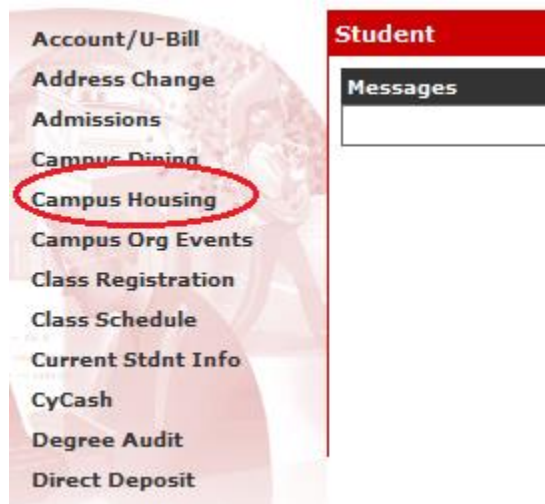 Account/U-Bill
Address Change
Admissions
Campus Dining
Campus Housing
Campus Org Events
Class Registration
Class Schedule
Current Stdnt Info
CyCash
Degree Audit
Direct Deposit
Student
Messages